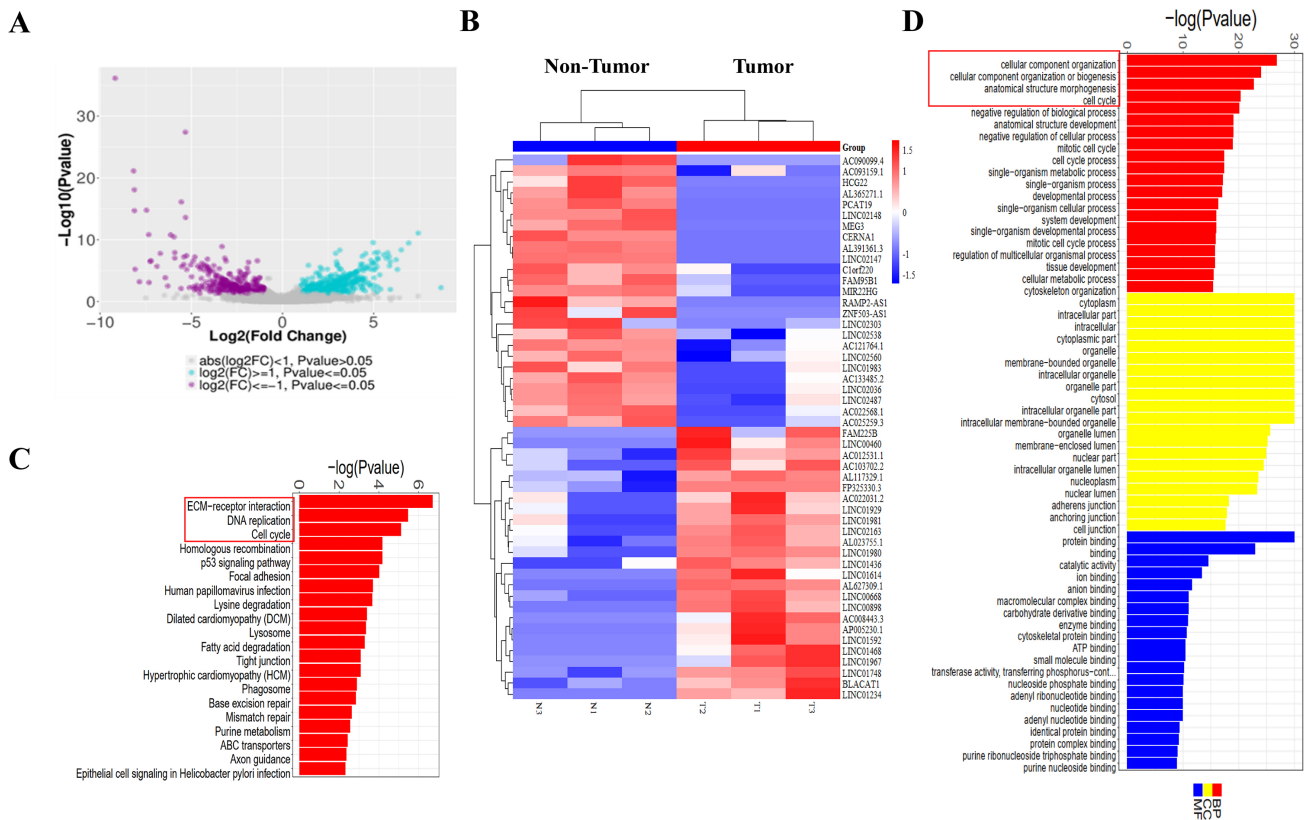 A
−Log10(Pvalue)
30
20
10
0
−10
−5
0
5
Log2(Fold Change)
abs(log2FC)<1, Pvalue>0.05
log2(FC)>=1, Pvalue<=0.05
log2(FC)<=−1, Pvalue<=0.05
B
Non-Tumor
Tumor
Group
AC090099.4
AC093159.1
HCG22
AL365271.1
PCAT19
LINC02148
MEG3
CERNA1
AL391361.3
LINC02147
C1orf220
FAM95B1
MIR22HG
RAMP2-AS1
ZNF503-AS1
LINC02303
LINC02538
AC121764.1
LINC02560
LINC01983
AC133485.2
LINC02036
LINC02487
AC022568.1
AC025259.3
FAM225B
LINC00460
AC012531.1
AC103702.2
AL117329.1
FP325330.3
AC022031.2
LINC01929
LINC01981
LINC02163
AL023755.1
LINC01980
LINC01436
LINC01614
AL627309.1
LINC00668
LINC00898
AC008443.3
AP005230.1
LINC01592
LINC01468
LINC01967
LINC01748
BLACAT1
LINC01234
N3
N1
N2
T2
T1
T3
1.5
1
0
-1
-1.5
C
−log(Pvalue)
0
2
4
6
ECM−receptor interaction
DNA replication
Cell cycle
Homologous recombination
p53 signaling pathway
Focal adhesion
Human papillomavirus infection
Lysine degradation
Dilated cardiomyopathy (DCM)
Lysosome
Fatty acid degradation
Tight junction
Hypertrophic cardiomyopathy (HCM)
Phagosome
Base excision repair
Mismatch repair
Purine metabolism
ABC transporters
Axon guidance
Epithelial cell signaling in Helicobacter pylori infection
D
−log(Pvalue)
0
10
20
30
cellular component organization
cellular component organization or biogenesis
anatomical structure morphogenesis
cell cycle
negative regulation of biological process
anatomical structure development
negative regulation of cellular process
mitotic cell cycle
cell cycle process
single−organism metabolic process
single−organism process
developmental process
single−organism cellular process
system development
single−organism developmental process
mitotic cell cycle process
regulation of multicellular organismal process
tissue development
cellular metabolic process
cytoskeleton organization
cytoplasm
intracellular part
intracellular
cytoplasmic part
organelle
membrane−bounded organelle
intracellular organelle
organelle part
cytosol
intracellular organelle part
intracellular membrane−bounded organelle
organelle lumen
membrane−enclosed lumen
nuclear part
intracellular organelle lumen
nucleoplasm
nuclear lumen
adherens junction
anchoring junction
cell junction
protein binding
binding
catalytic activity
ion binding
anion binding
macromolecular complex binding
carbohydrate derivative binding
enzyme binding
cytoskeletal protein binding
ATP binding
small molecule binding
transferase activity, transferring phosphorus−cont...
nucleoside phosphate binding
adenyl ribonucleotide binding
nucleotide binding
adenyl nucleotide binding
identical protein binding
protein complex binding
purine ribonucleoside triphosphate binding
purine nucleoside binding
BP
CC
MF